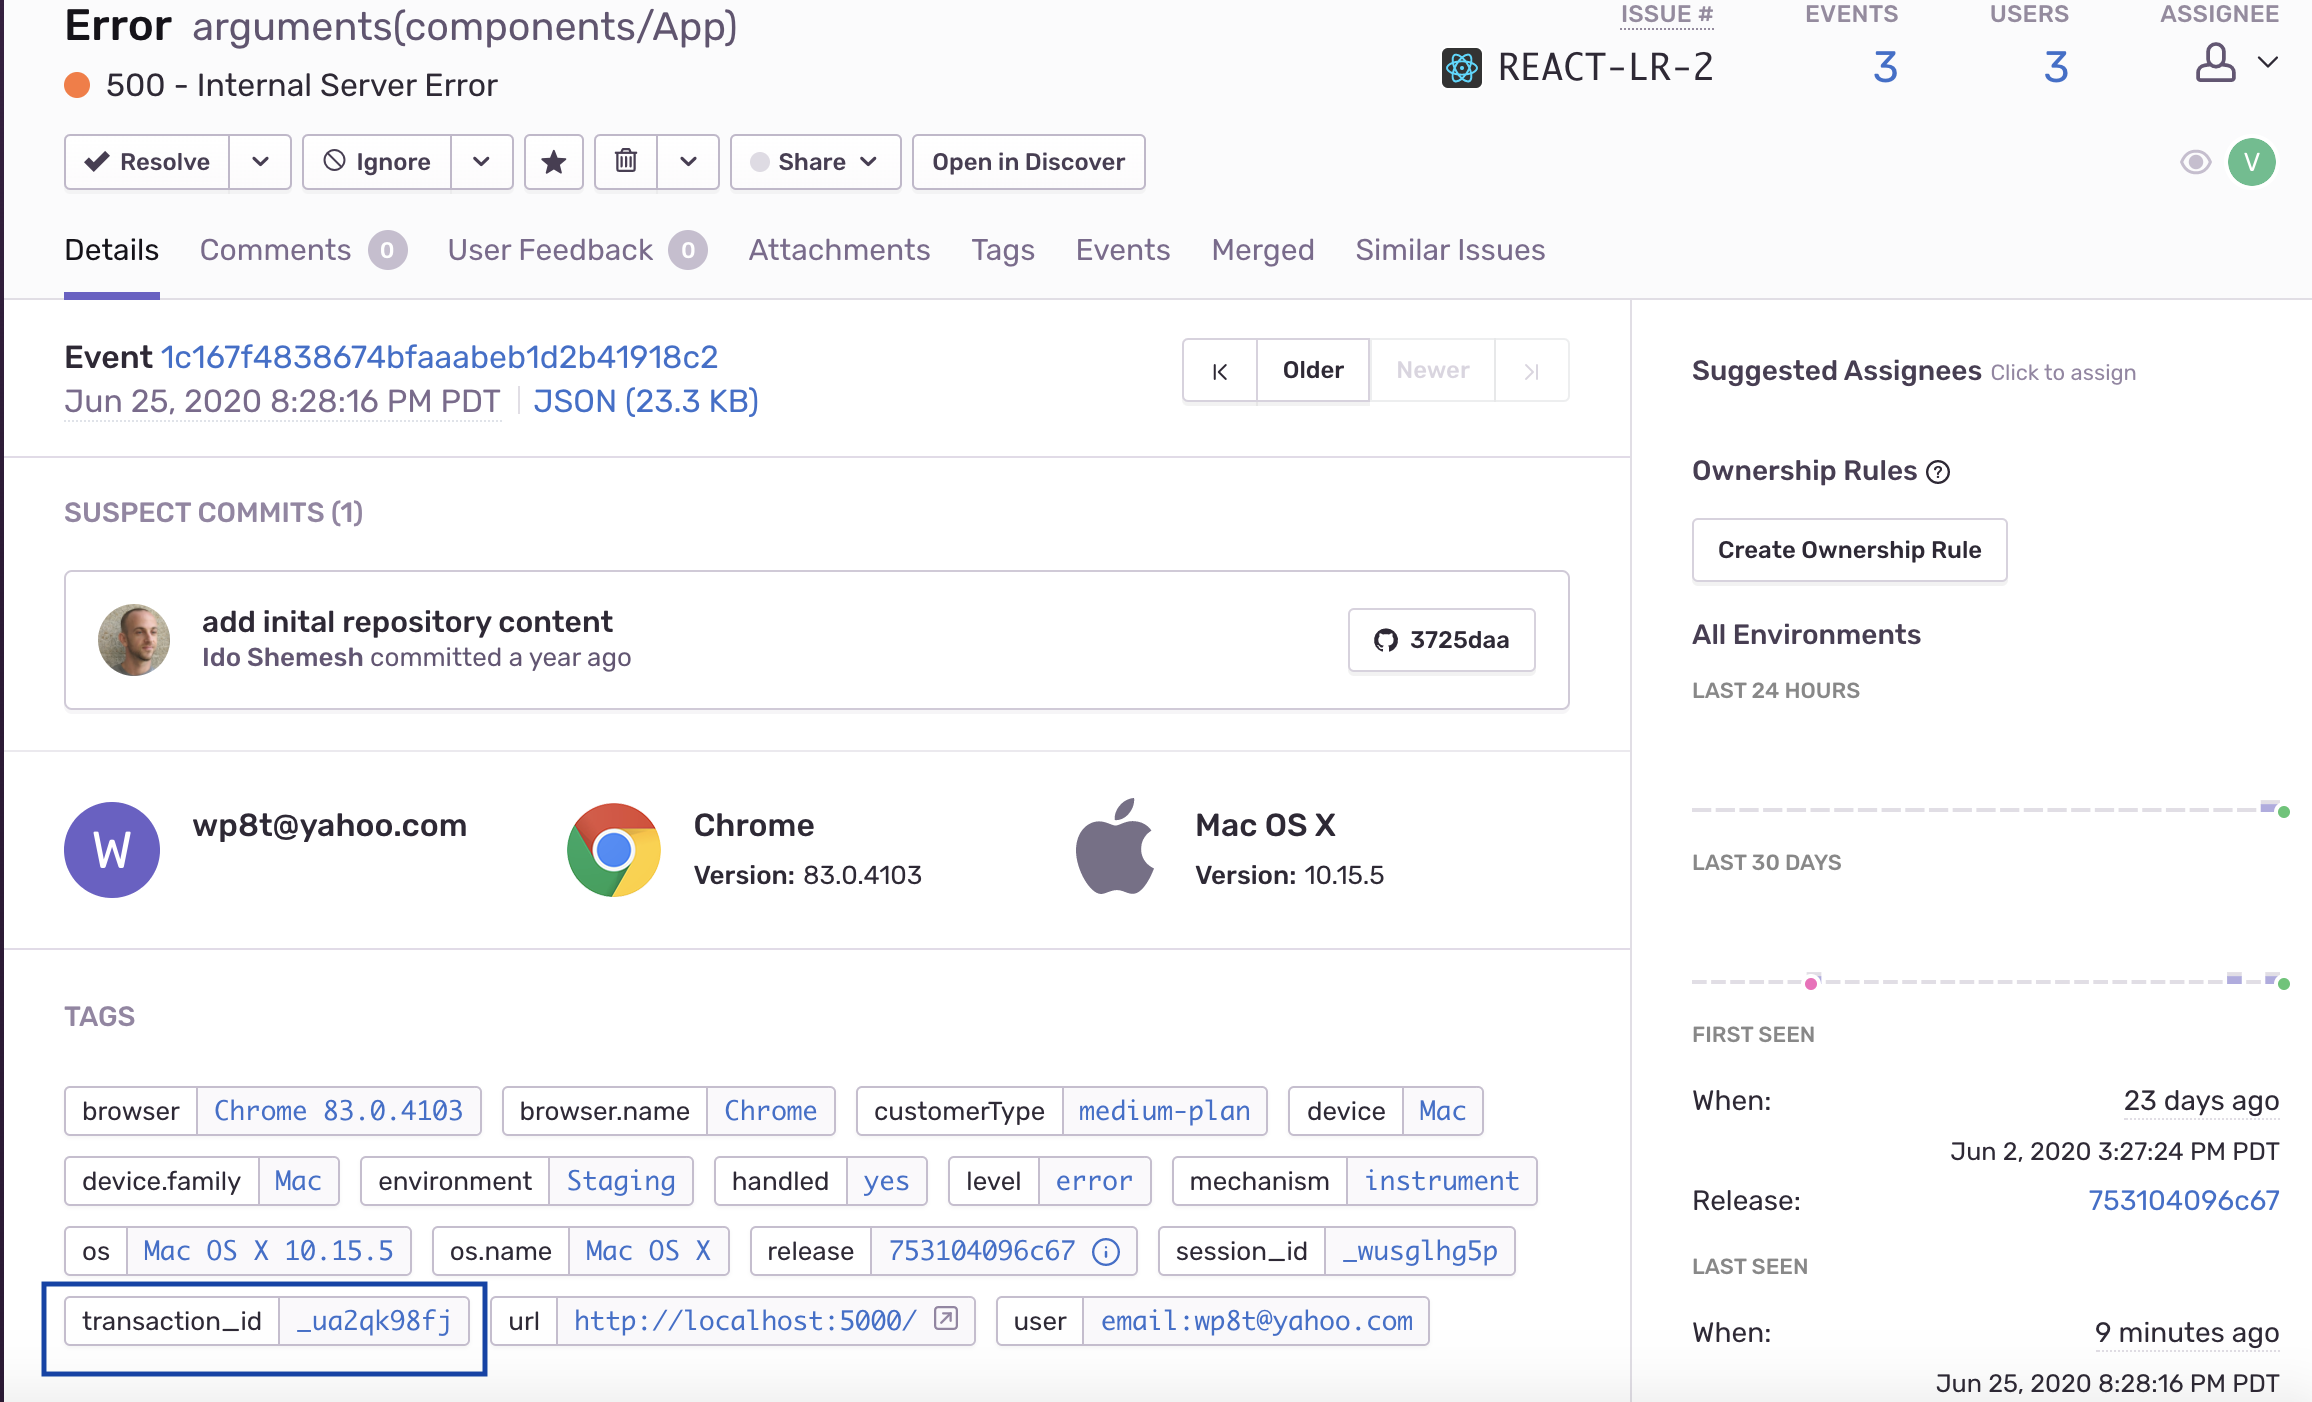 Error arguments(components/App)
ISSUE # EVENTS USERS ASSIGNEE
500 - Internal Server Error
REACT-LR-2 3 3
Resolve Ignore Share Open in Discover
V
Details Comments 0 User Feedback 0 Attachments Tags Events Merged Similar Issues
Event 1c167f4838674bfaaabeb1d2b41918c2
Jun 25, 2020 8:28:16 PM PDT JSON (23.3 KB)
Older Newer
SUSPECT COMMITS (1)
add inital repository content
Ido Shemesh committed a year ago
3725daa
W
wp8t@yahoo.com
Chrome
Version: 83.0.4103
Mac OS X
Version: 10.15.5
TAGS
browser Chrome 83.0.4103 browser.name Chrome customerType medium-plan device Mac
device.family Mac environment Staging handled yes level error mechanism instrument
os Mac OS X 10.15.5 os.name Mac OS X release 753104096c67 session_id _wusglhg5p
transaction_id _ua2qk98fj url http://localhost:5000/ user email:wp8t@yahoo.com
Suggested Assignees Click to assign
Ownership Rules ?
Create Ownership Rule
All Environments
LAST 24 HOURS
LAST 30 DAYS
FIRST SEEN
When: 23 days ago
Jun 2, 2020 3:27:24 PM PDT
Release: 753104096c67
LAST SEEN
When: 9 minutes ago
Jun 25, 2020 8:28:16 PM PDT